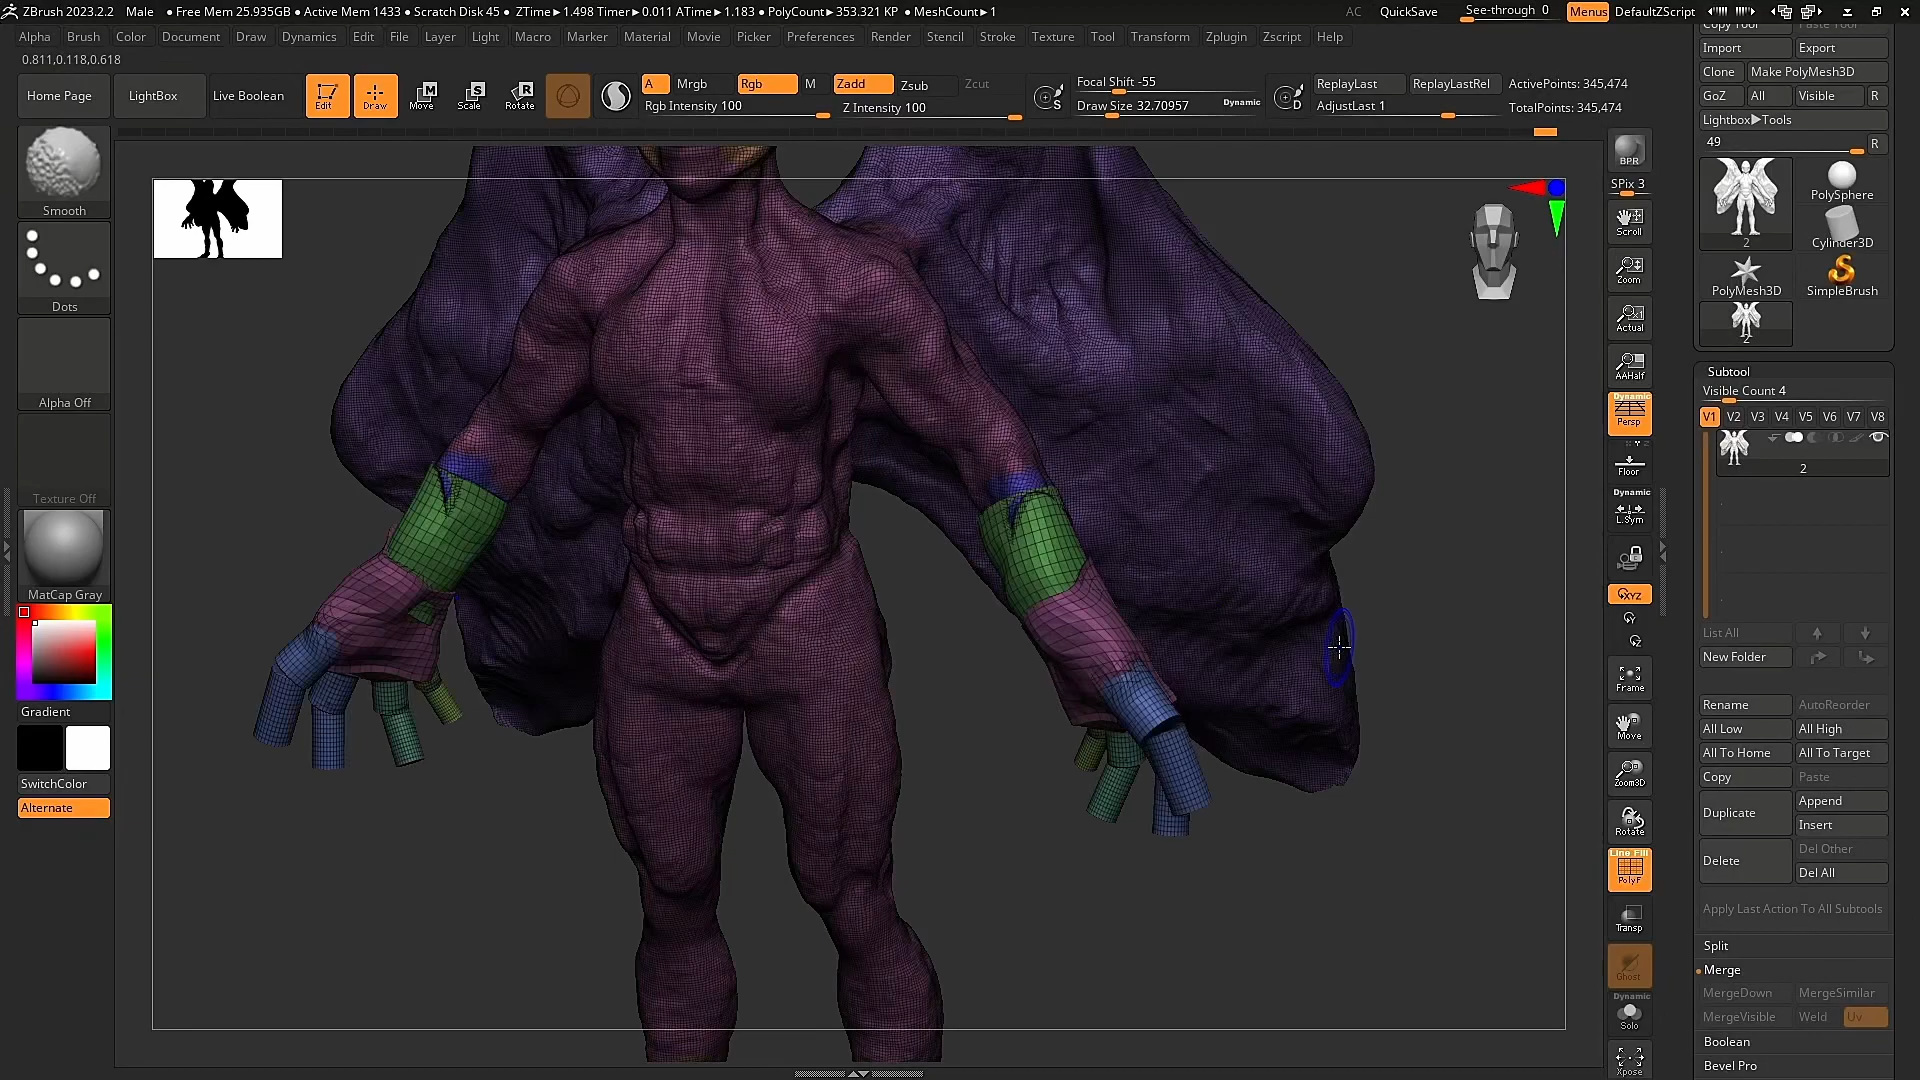 ZBrush 2023.2.2 Male • Free Mem 25.935GB • Active Mem 1433 • Scratch Disk 45 • ZTime►1.498 Timer►0.011 ATime►1.183 • PolyCount►353.321 KP • MeshCount►1 AC QuickSave See-through 0 Menus DefaultZScript
Alpha Brush Color Document Draw Dynamics Edit File Layer Light Macro Marker Material Movie Picker Preferences Render Stencil Stroke Texture Tool Transform Zplugin Zscript Help
0.811,0.118,0.618
Home Page LightBox Live Boolean Edit Draw Move Scale Rotate
M S R
A Mrgb Rgb M Zadd Zsub Zcut
Rgb Intensity 100 Z Intensity 100
S Focal Shift -55
Draw Size 32.70957 Dynamic
D ReplayLast ReplayLastRel ActivePoints: 345,474
AdjustLast 1 TotalPoints: 345,474
Smooth
Dots
Alpha Off
Texture Off
MatCap Gray
Gradient
SwitchColor
Alternate
BPR
SPix 3
Scroll
Zoom
Actual
AAHalf
Dynamic
Persp
Floor
Dynamic
L.Sym
XYZ
Y
Z
Frame
Move
Zoom3D
Rotate
Line Fill
PolyF
Transp
Ghost
Dynamic
Solo
Xpose
Copy Tool Paste Tool
Import Export
Clone Make PolyMesh3D
GoZ All Visible R
Lightbox►Tools
49 R
2 PolySphere
Cylinder3D
PolyMesh3D SimpleBrush
2
Subtool
Visible Count 4
V1 V2 V3 V4 V5 V6 V7 V8
2
List All
New Folder
Rename AutoReorder
All Low All High
All To Home All To Target
Copy Paste
Duplicate Append
Insert
Delete Del Other
Del All
Apply Last Action To All Subtools
Split
Merge
MergeDown MergeSimilar
MergeVisible Weld Uv
Boolean
Bevel Pro